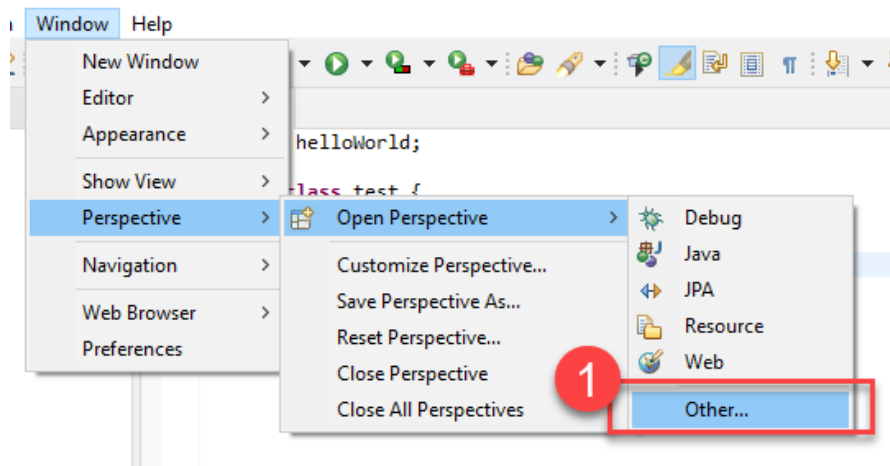 Window Help
New Window
Editor
Appearance
Show View
Perspective
Navigation
Web Browser
Preferences
helloWorld;
class test {
Open Perspective
Customize Perspective...
Save Perspective As...
Reset Perspective...
Close Perspective
Close All Perspectives
Debug
Java
JPA
Resource
Web
Other...
1